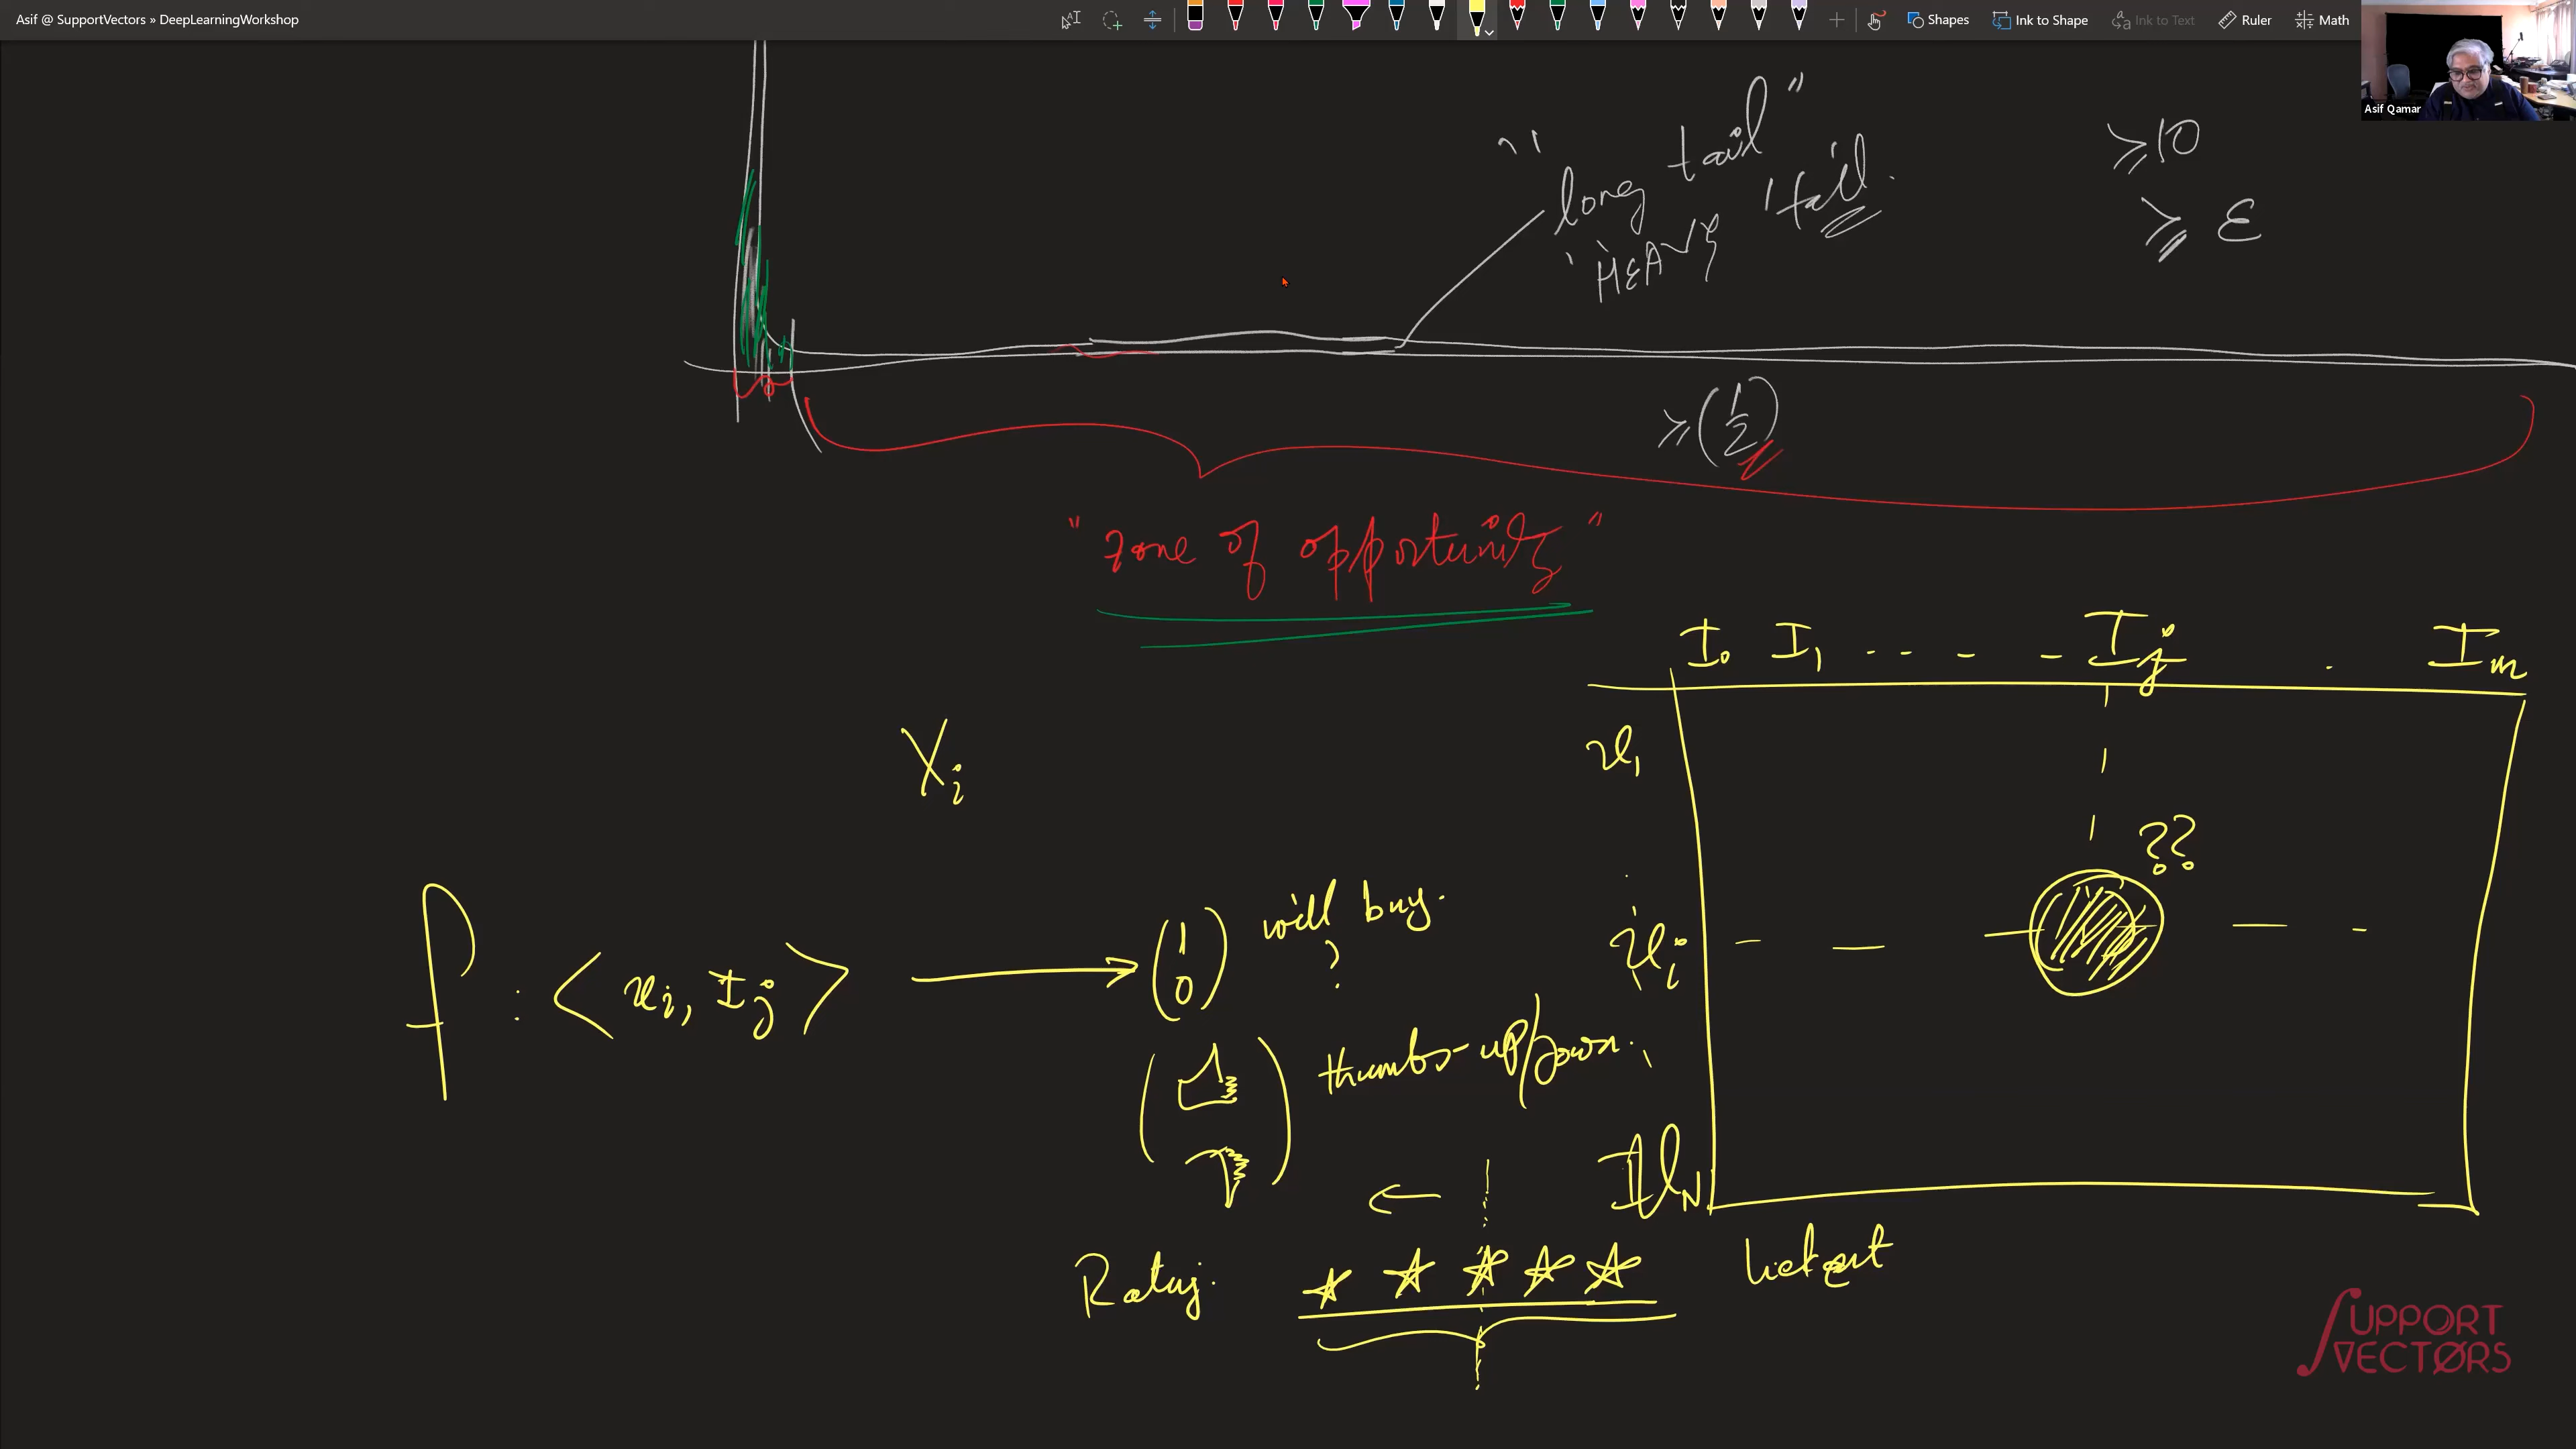 Asif @ SupportVectors » DeepLearningWorkshop
Shapes
Ink to Shape
Ink to Text
Ruler
Math
Asif Qamar
"long tail"
'HEAVY 'tail.
≥10
≥ ε
≥(1/2)
"zone of opportunity"
I0 I1 .. - - Ij . Im
Xi
u1
??
f : <ui, Ij> → (1 0) will buy.
?
ui
thumbs-up/down.
UN
Rating.
SUPPORT
VECTORS